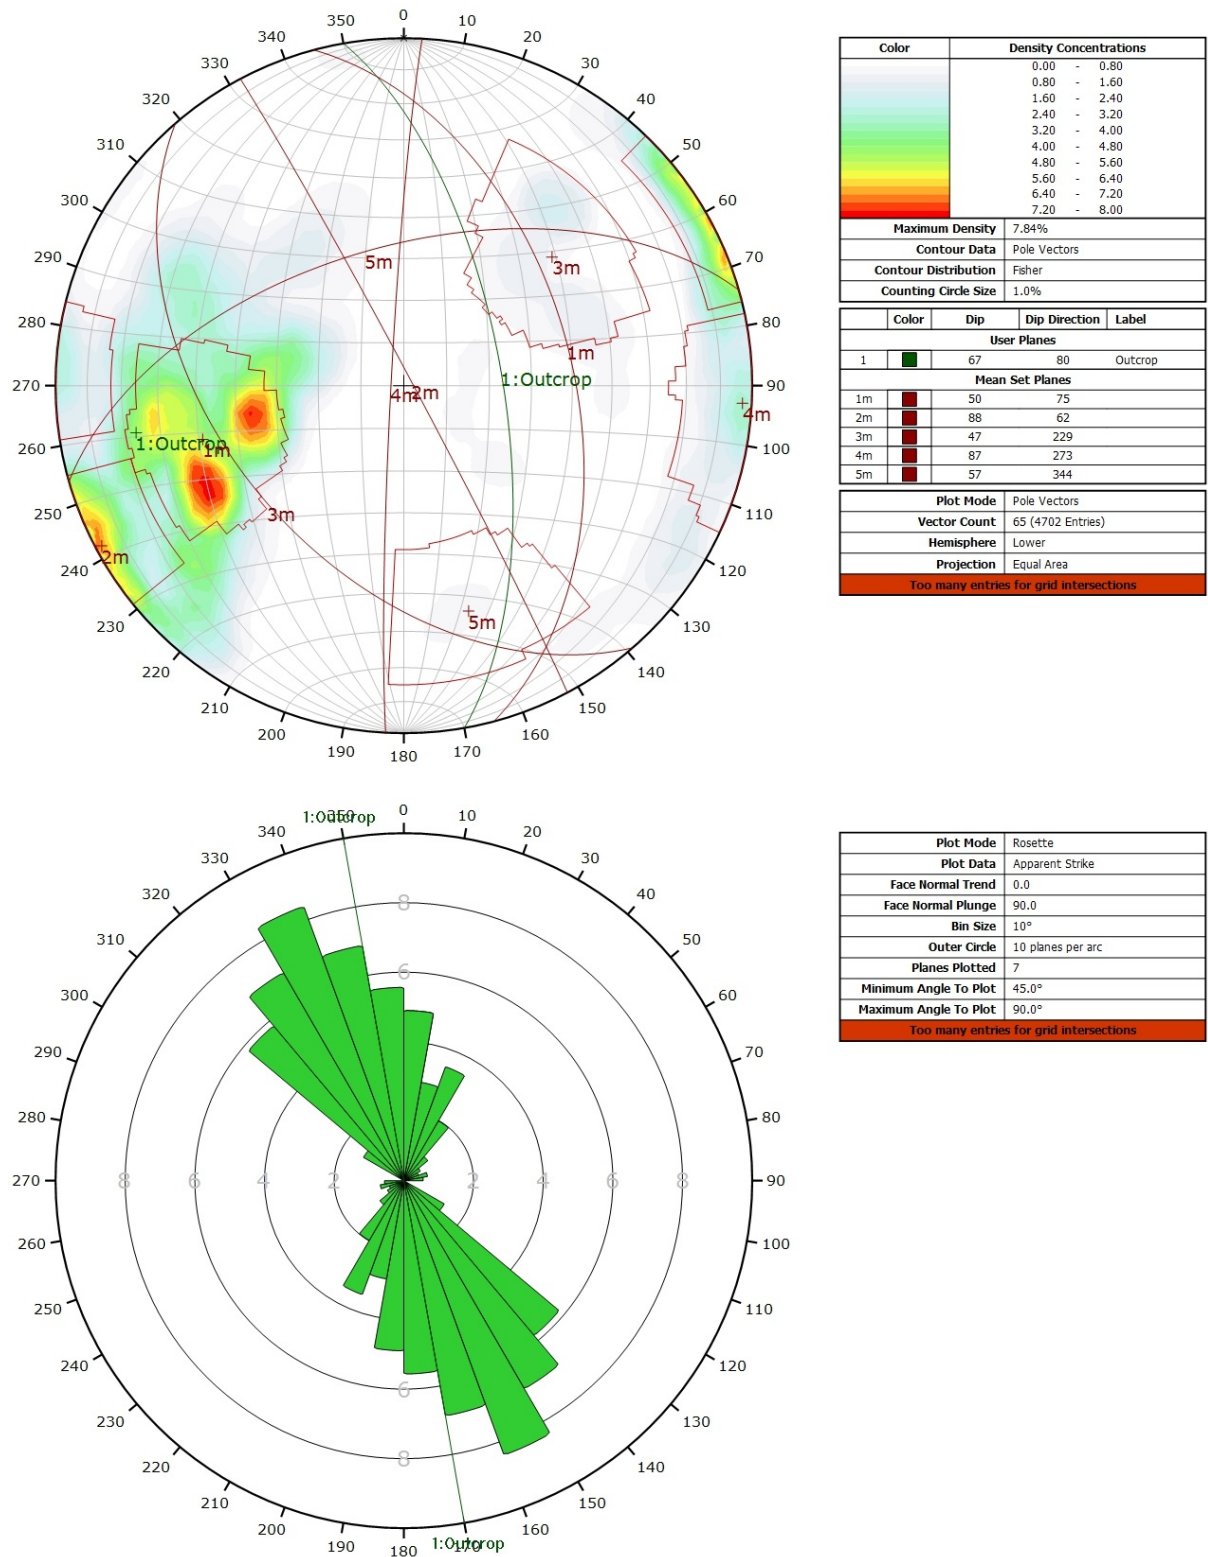 0
10
20
30
40
50
60
70
80
90
100
110
120
130
140
150
160
170
180
190
200
210
220
230
240
250
260
270
280
290
300
310
320
330
340
350
5m
3m
1m
1:Outcrop
4m
2m
4m
1:Outcrop
1m
3m
2m
5m
Color Density Concentrations
0.00 - 0.80
0.80 - 1.60
1.60 - 2.40
2.40 - 3.20
3.20 - 4.00
4.00 - 4.80
4.80 - 5.60
5.60 - 6.40
6.40 - 7.20
7.20 - 8.00
Maximum Density 7.84%
Contour Data Pole Vectors
Contour Distribution Fisher
Counting Circle Size 1.0%
Color Dip Dip Direction Label
User Planes
1 67 80 Outcrop
Mean Set Planes
1m 50 75
2m 88 62
3m 47 229
4m 87 273
5m 57 344
Plot Mode Pole Vectors
Vector Count 65 (4702 Entries)
Hemisphere Lower
Projection Equal Area
Too many entries for grid intersections
1:Outcrop
0
10
20
30
40
50
60
70
80
90
100
110
120
130
140
150
160
170
180
190
200
210
220
230
240
250
260
270
280
290
300
310
320
330
340
350
8
6
8 6 4 2 2 4 6 8
6
8
1:Outcrop
Plot Mode Rosette
Plot Data Apparent Strike
Face Normal Trend 0.0
Face Normal Plunge 90.0
Bin Size 10°
Outer Circle 10 planes per arc
Planes Plotted 7
Minimum Angle To Plot 45.0°
Maximum Angle To Plot 90.0°
Too many entries for grid intersections